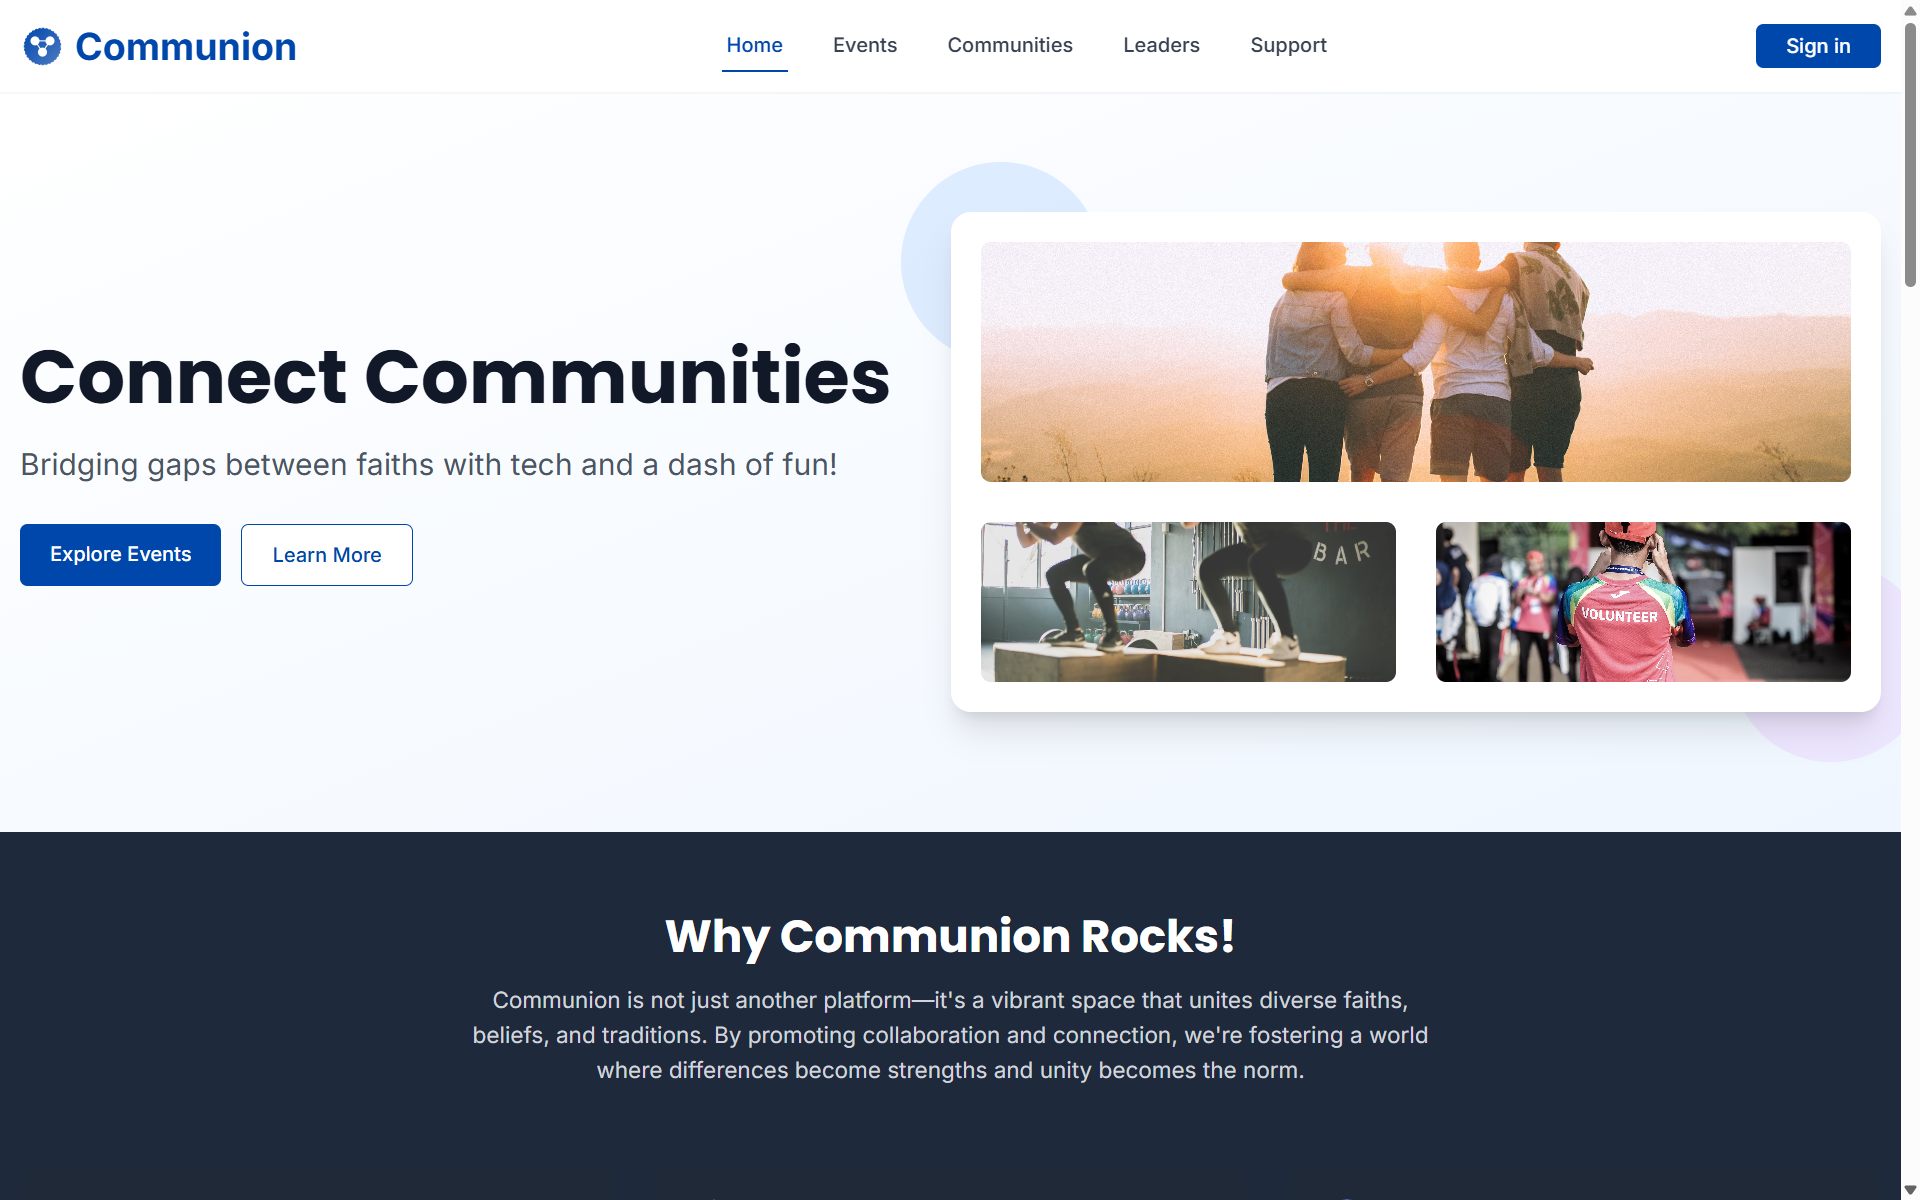 Communion
Home
Events
Communities
Leaders
Support
Sign in
Connect Communities
Bridging gaps between faiths with tech and a dash of fun!
Explore Events
Learn More
BAR
VOLUNTEER
Why Communion Rocks!
Communion is not just another platform—it's a vibrant space that unites diverse faiths,
beliefs, and traditions. By promoting collaboration and connection, we're fostering a world
where differences become strengths and unity becomes the norm.